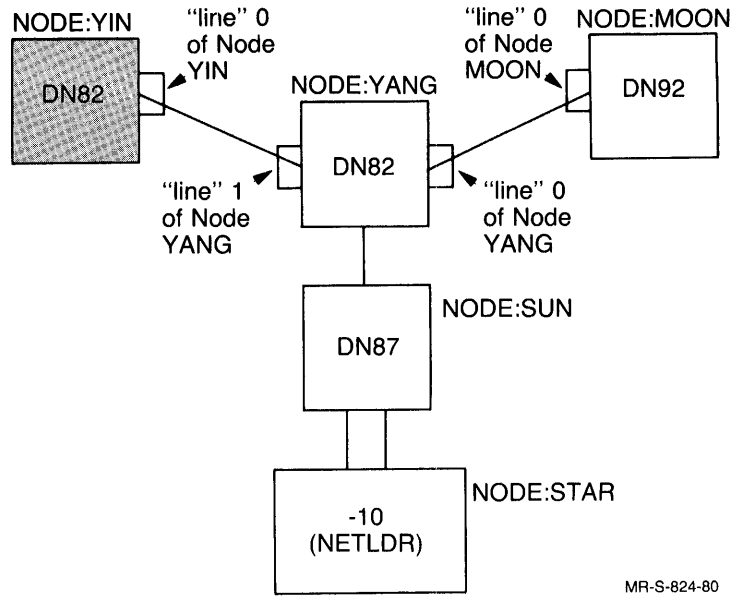 NODE:YIN
"line" 0
of Node
YIN
DN82
"line" 0
of Node
MOON
NODE:MOON
DN92
NODE:YANG
DN82
"line" 1
of Node
YANG
"line" 0
of Node
YANG
NODE:SUN
DN87
NODE:STAR
-10
(NETLDR)
MR-S-824-80